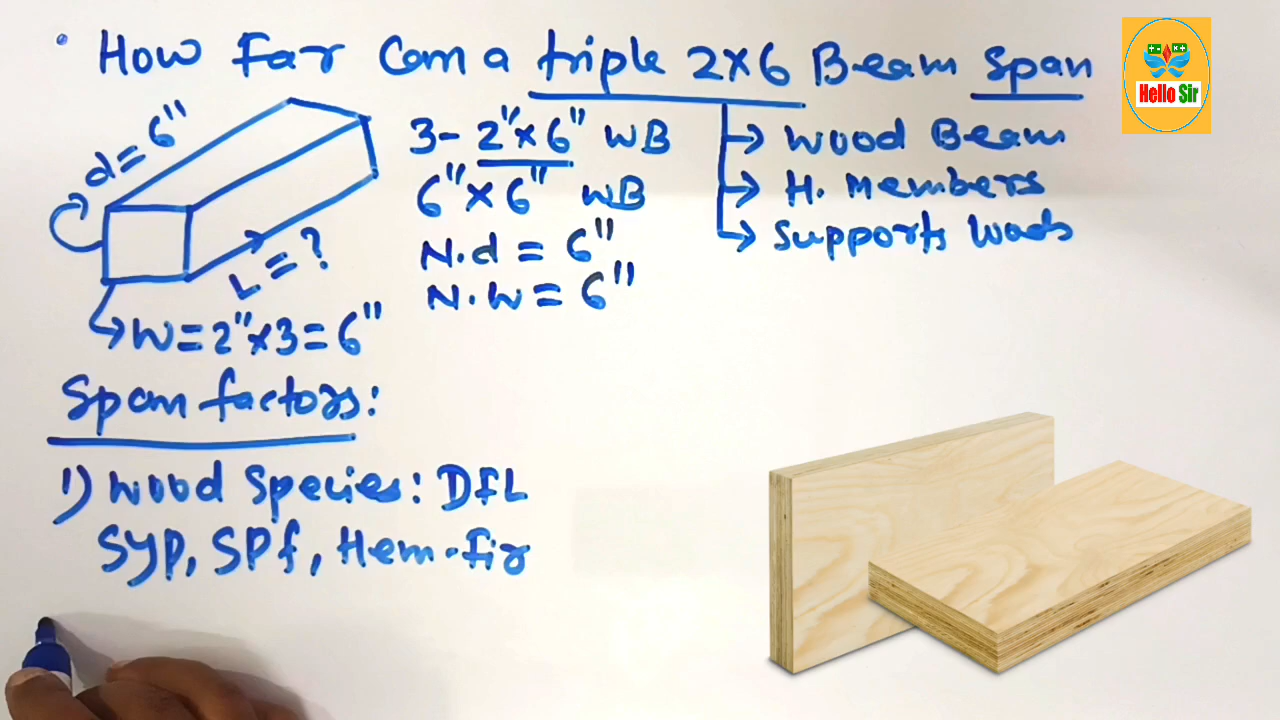 • How Far Can a triple 2x6 Beam Span
Hello Sir
d = 6"
3 - 2"x6" WB
6"x6" WB
N.d = 6"
N.W = 6"
→ Wood Beam
→ H. Members
→ Supports loads
L = ?
→ W = 2"x3 = 6"
Span factors:
1) Wood Species: DFL
SYP, SPf, Hem-fir